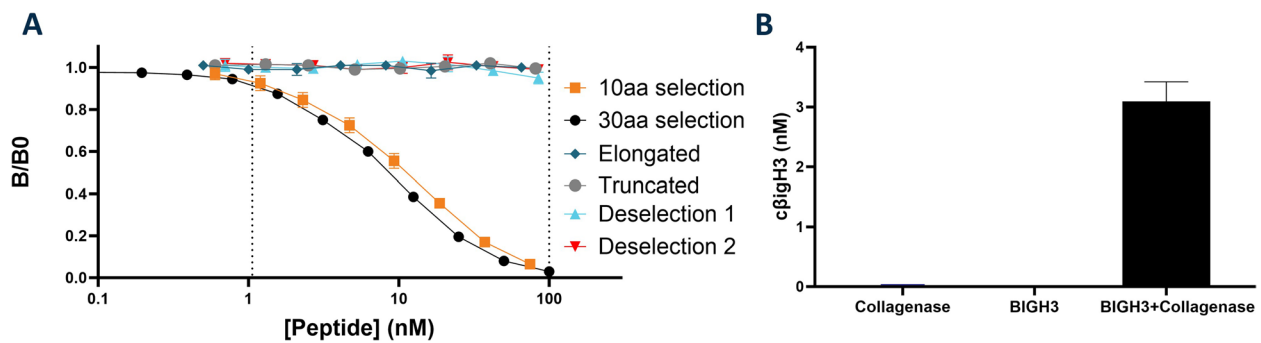 A
B/B0
1.0
0.8
0.6
0.4
0.2
0.0
0.1
1
10
100
[Peptide] (nM)
10aa selection
30aa selection
Elongated
Truncated
Deselection 1
Deselection 2
B
cβigH3 (nM)
4
3
2
1
0
Collagenase
BIGH3
BIGH3+Collagenase